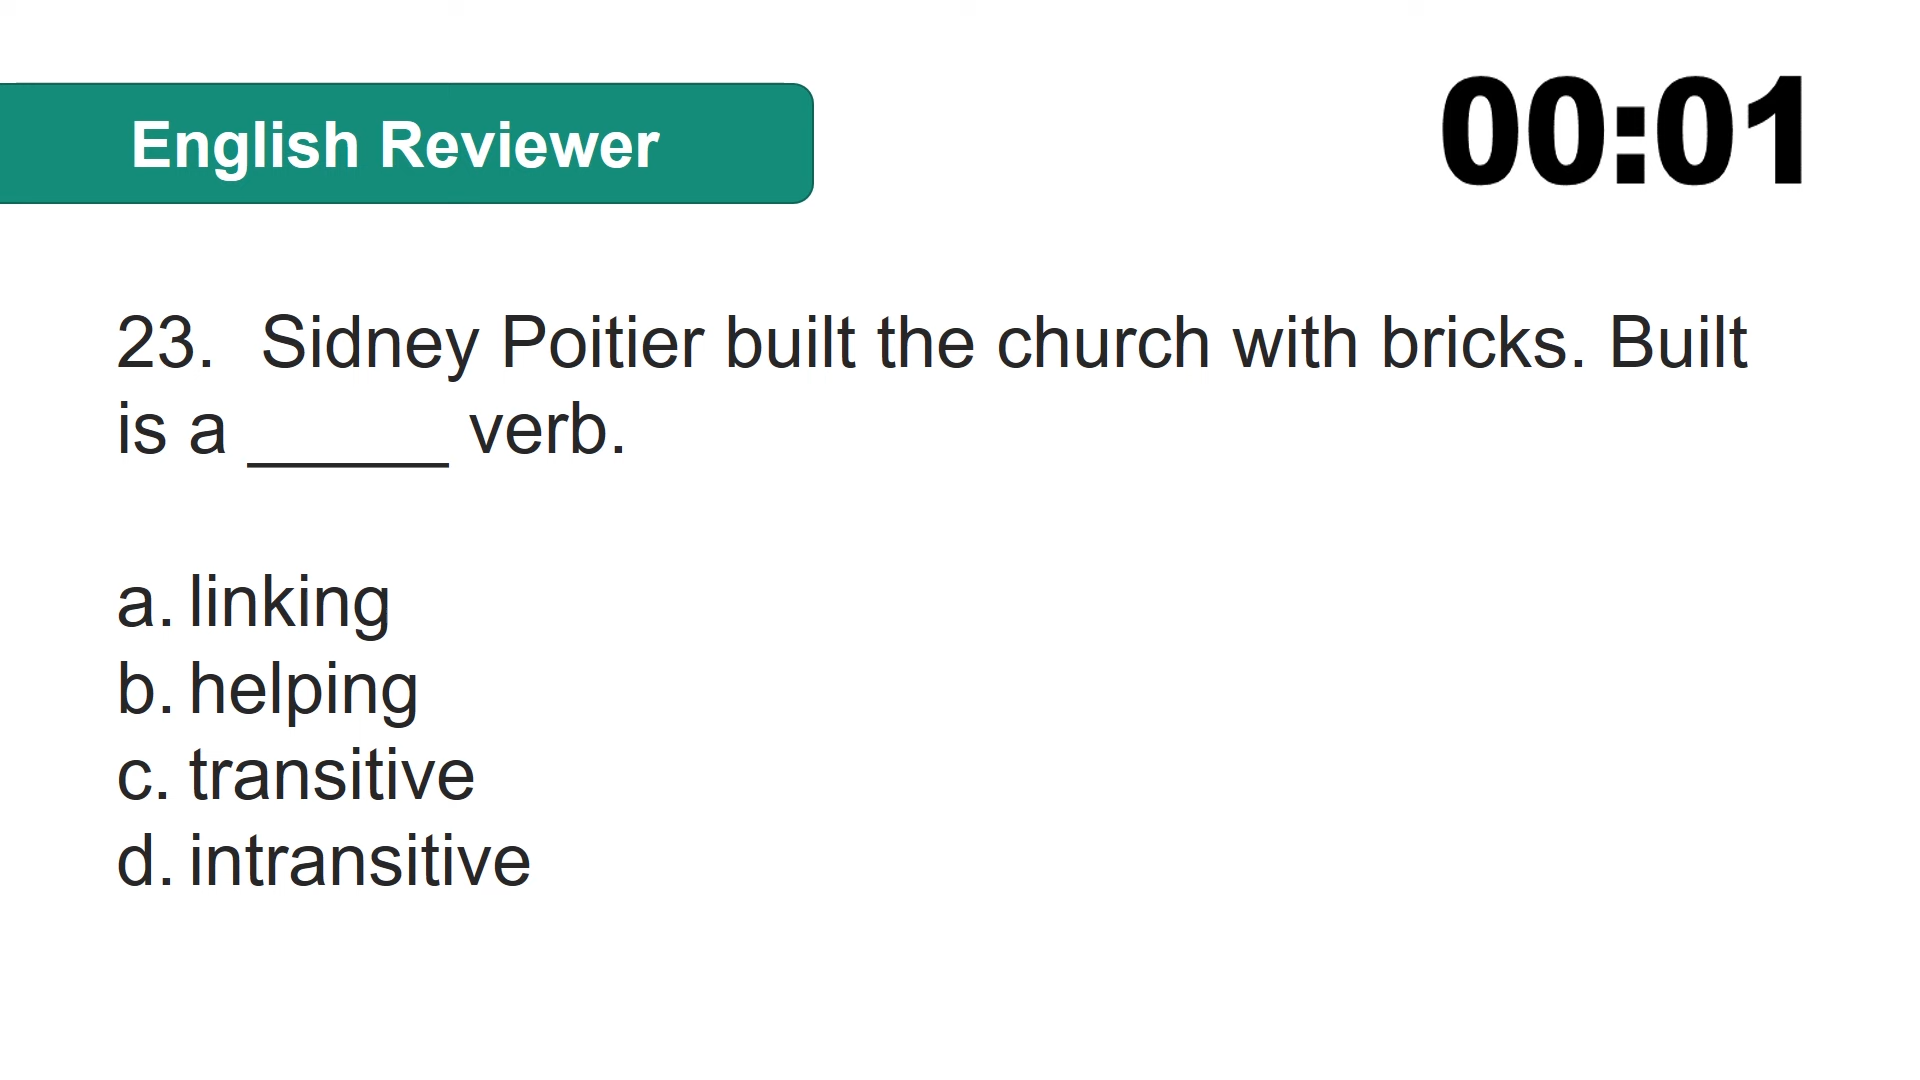 English Reviewer
00:01
23. Sidney Poitier built the church with bricks. Built
is a _____ verb.
a. linking
b. helping
c. transitive
d. intransitive